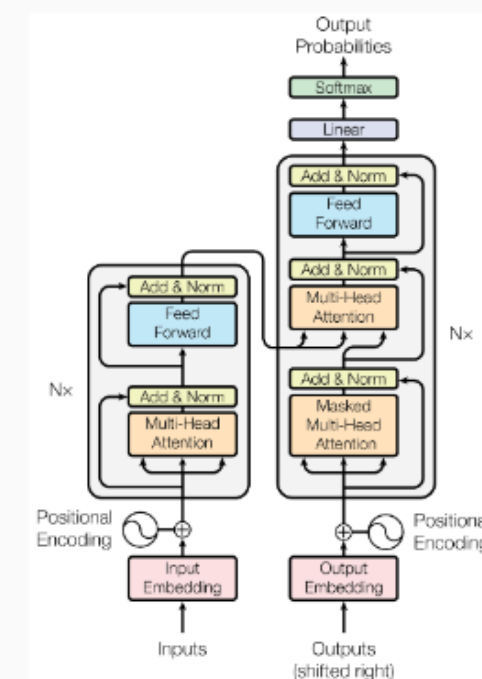 Output
Probabilities
Softmax
Linear
Add & Norm
Feed
Forward
Add & Norm
Multi-Head
Attention
Nx
Add & Norm
Masked
Multi-Head
Attention
Positiona
Encoding
Output
Embedding
Outputs
(shifted right)
Add & Norm
Feed
Forward
Nx
Add & Norm
Multi-Head
Attention
Positional
Encoding
Input
Embedding
Inputs